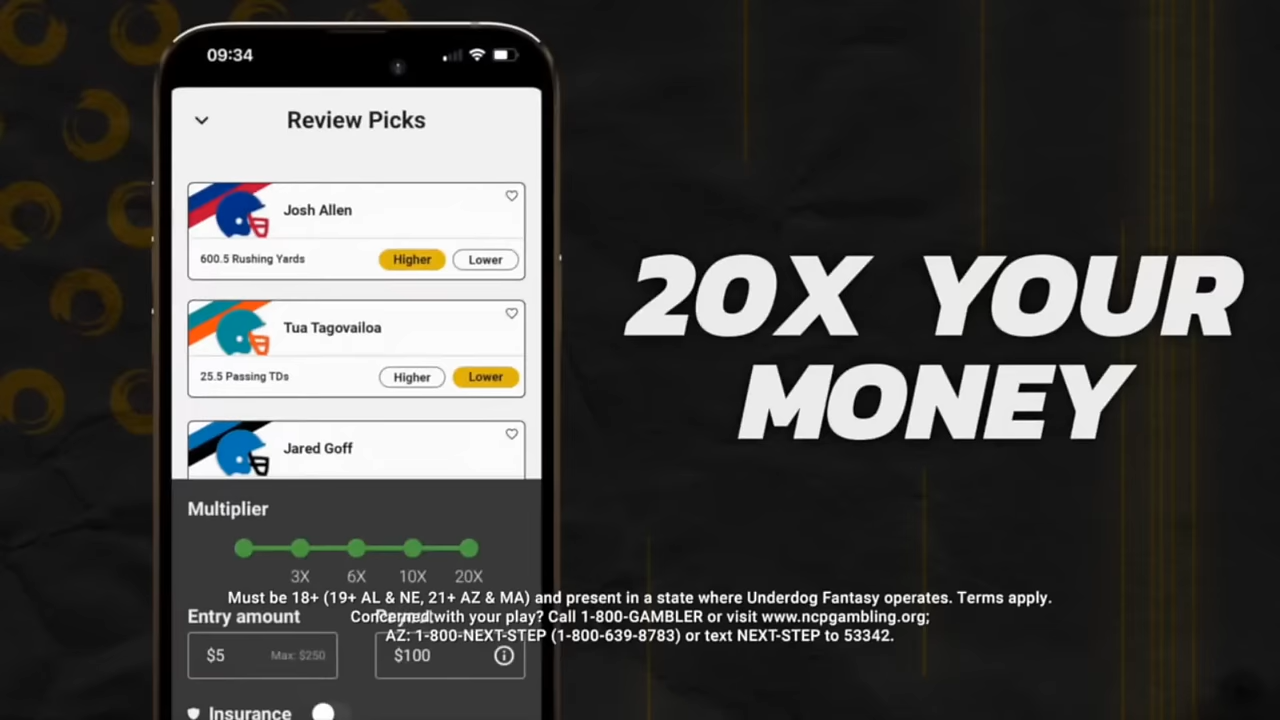 09:34
Review Picks
Josh Allen
600.5 Rushing Yards Higher Lower
Tua Tagovailoa
25.5 Passing TDs Higher Lower
Jared Goff
20X YOUR
MONEY
Multiplier
3X 6X 10X 20X
Must be 18+ (19+ AL & NE, 21+ AZ & MA) and present in a state where Underdog Fantasy operates. Terms apply.
Concerned with your play? Call 1-800-GAMBLER or visit www.ncpgambling.org;
AZ: 1-800-NEXT-STEP (1-800-639-8783) or text NEXT-STEP to 53342.
Entry amount
$5 Max: $250 $100
Insurance